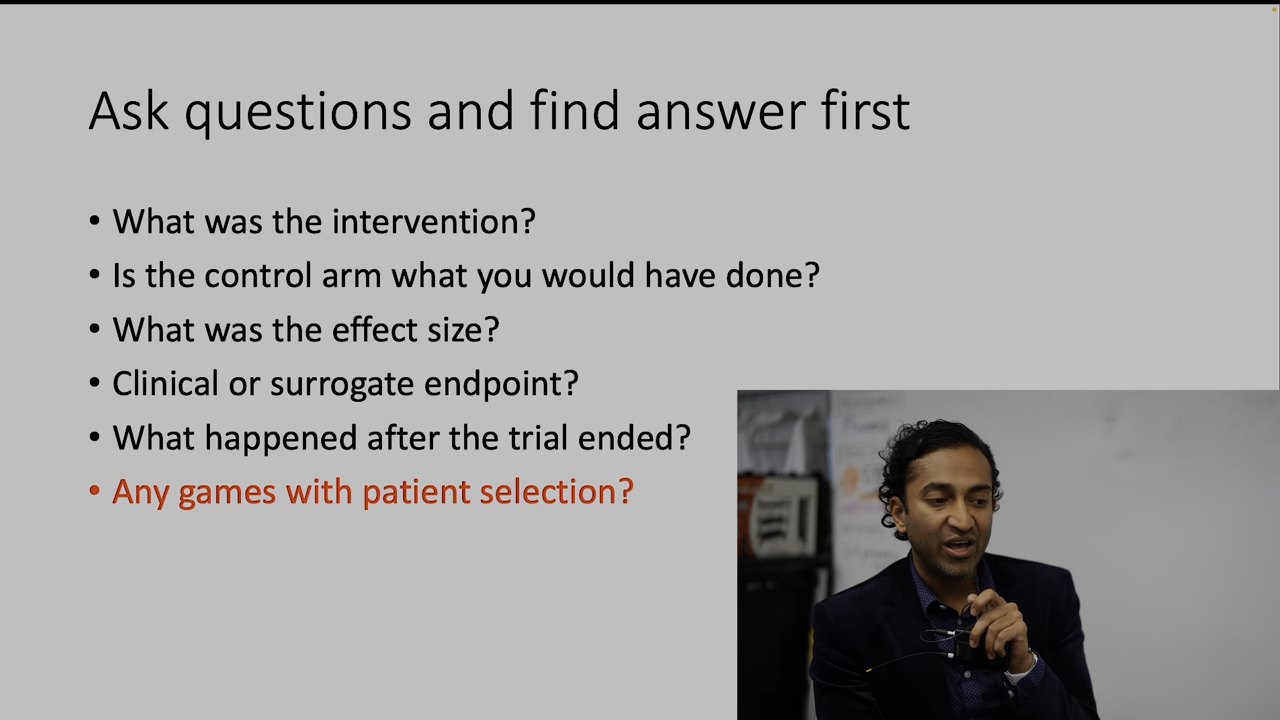 Ask questions and find answer first
• What was the intervention?
• Is the control arm what you would have done?
• What was the effect size?
• Clinical or surrogate endpoint?
• What happened after the trial ended?
• Any games with patient selection?